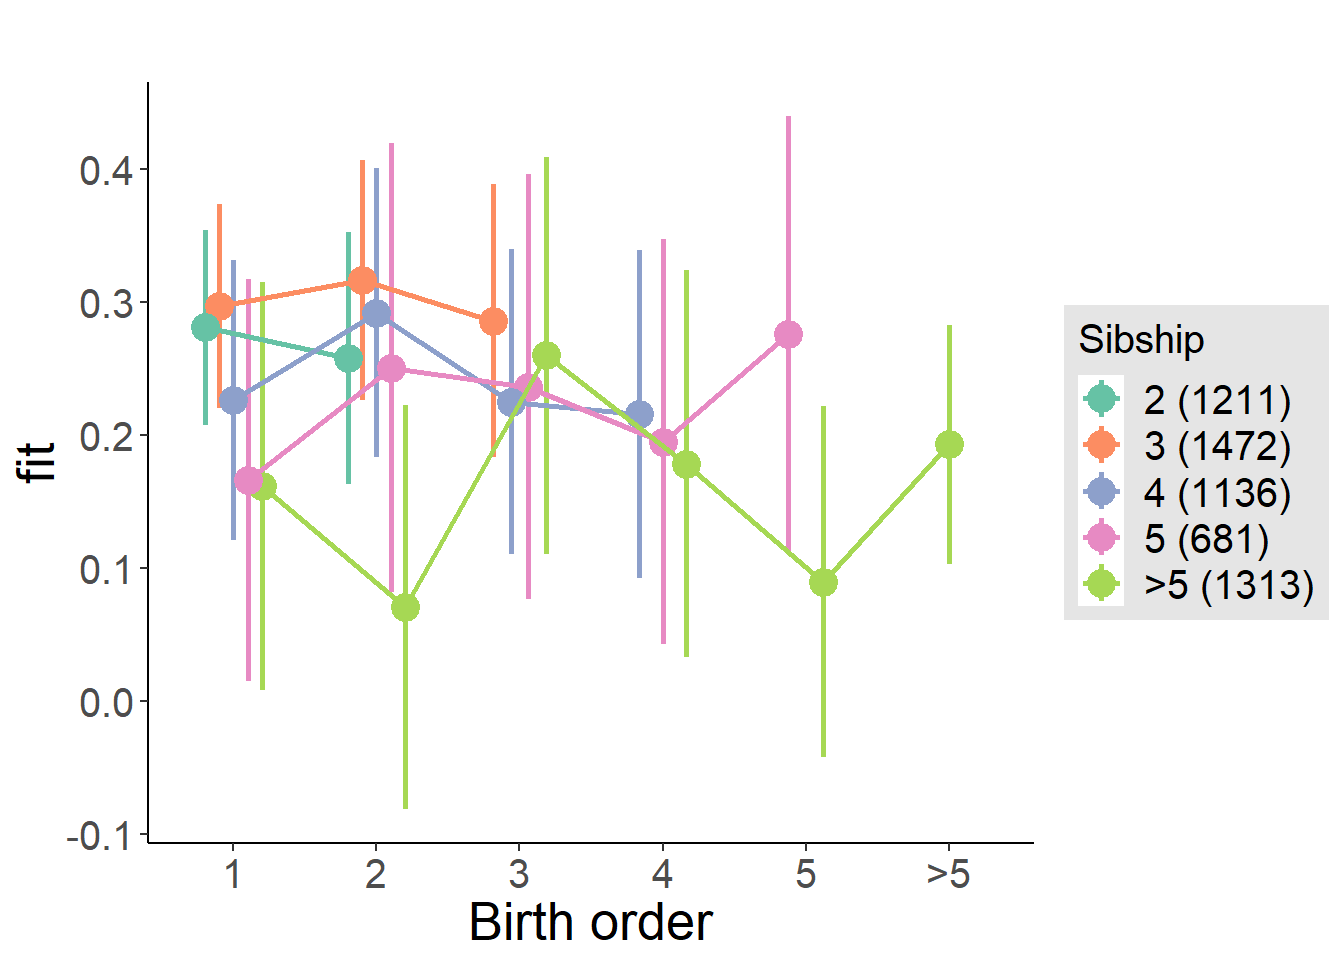 fit
0.4
0.3
0.2
0.1
0.0
-0.1
1 2 3 4 5 >5
Birth order
Sibship
2 (1211)
3 (1472)
4 (1136)
5 (681)
>5 (1313)